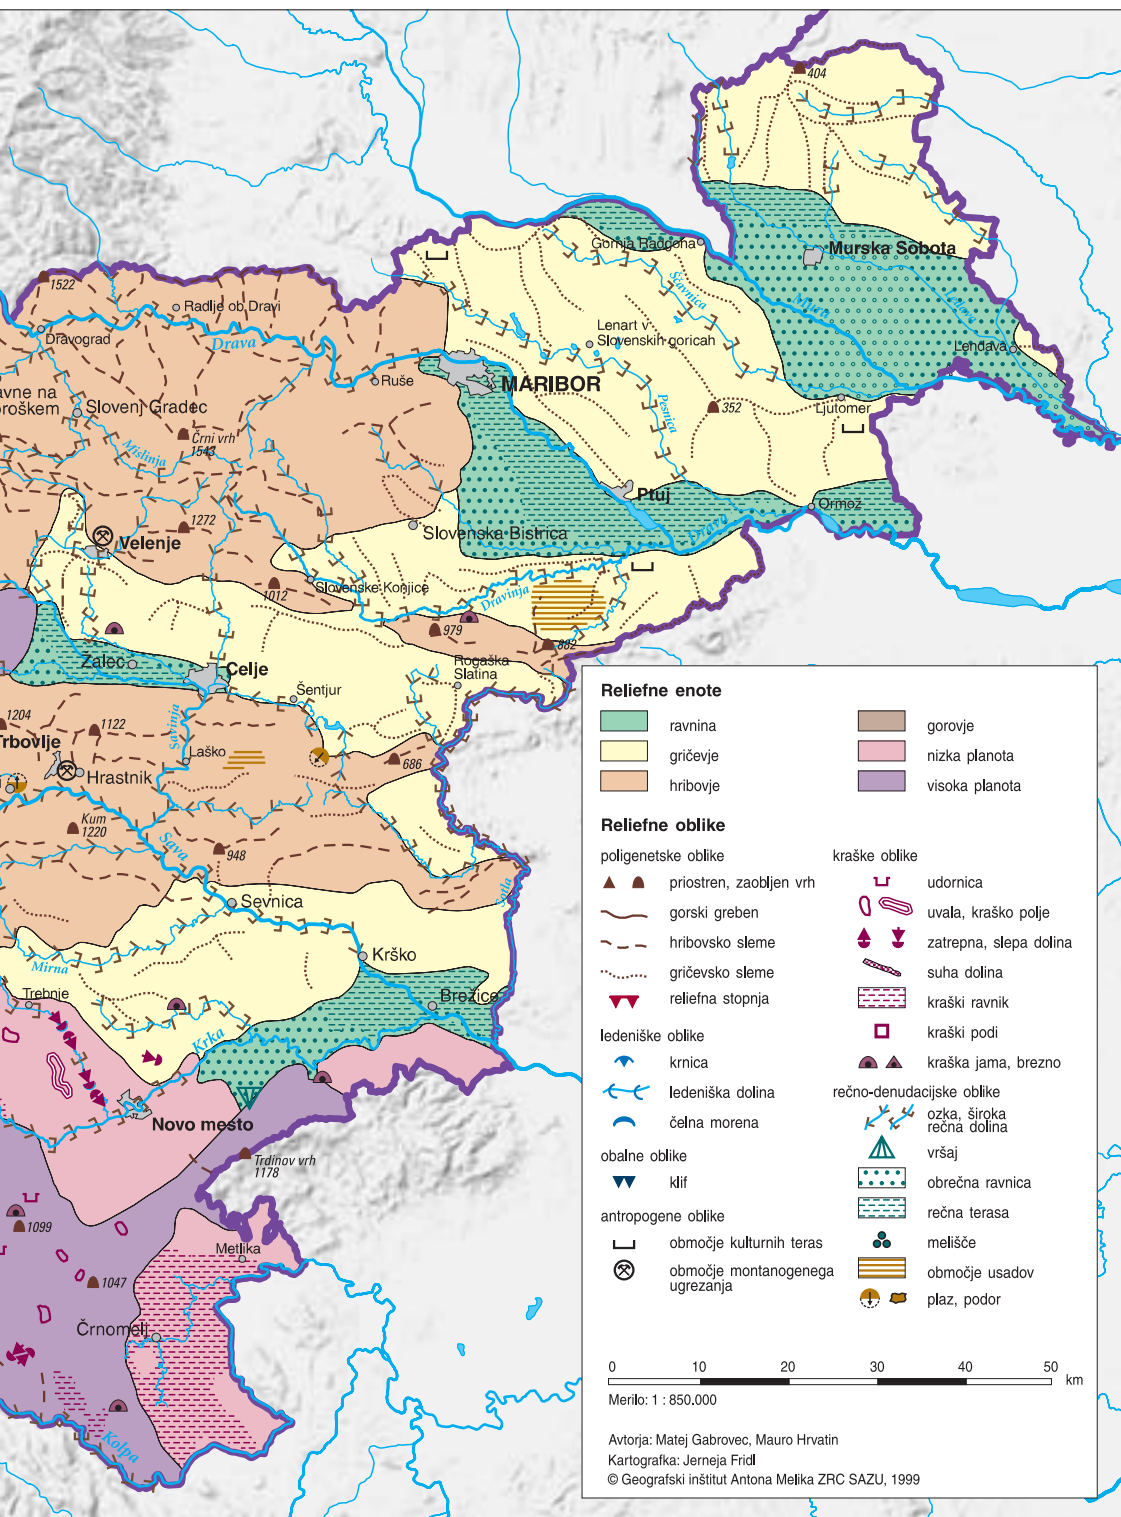 404
Gornja Radgona
Murska Sobota
Ščavnica
Mura
Ledava
Lendava
1522
Radlje ob Dravi
Dravograd
Drava
Lenart v
Slovenskih goricah
Ruše
MARIBOR
avne na
oroškem
Slovenj Gradec
Pesnica
352
Ljutomer
Črni vrh
1543
Mislinja
Ptuj
Ormož
1272
Slovenska Bistrica
Drava
Velenje
1012
Slovenske Konjice
Dravinja
979
882
Žalec
Celje
Rogaška
Slatina
Šentjur
1204
1122
Savinja
Trbovlje
Laško
686
Hrastnik
Kum
1220
Sava
948
Sotla
Sevnica
Krško
Mirna
Trebnje
Brežice
Krka
Novo mesto
Trdinov vrh
1178
1099
Metlika
1047
Črnomelj
Kolpa
Reliefne enote
ravnina
gričevje
hribovje
gorovje
nizka planota
visoka planota
Reliefne oblike
poligenetske oblike
priostren, zaobljen vrh
gorski greben
hribovsko sleme
gričevsko sleme
reliefna stopnja
ledeniške oblike
krnica
ledeniška dolina
čelna morena
obalne oblike
klif
antropogene oblike
območje kulturnih teras
območje montanogenega
ugrezanja
kraške oblike
udornica
uvala, kraško polje
zatrepna, slepa dolina
suha dolina
kraški ravnik
kraški podi
kraška jama, brezno
rečno-denudacijske oblike
ozka, široka
rečna dolina
vršaj
obrečna ravnica
rečna terasa
melišče
območje usadov
plaz, podor
0 10 20 30 40 50
km
Merilo: 1 : 850.000
Avtorja: Matej Gabrovec, Mauro Hrvatin
Kartografka: Jerneja Fridl
© Geografski inštitut Antona Melika ZRC SAZU, 1999